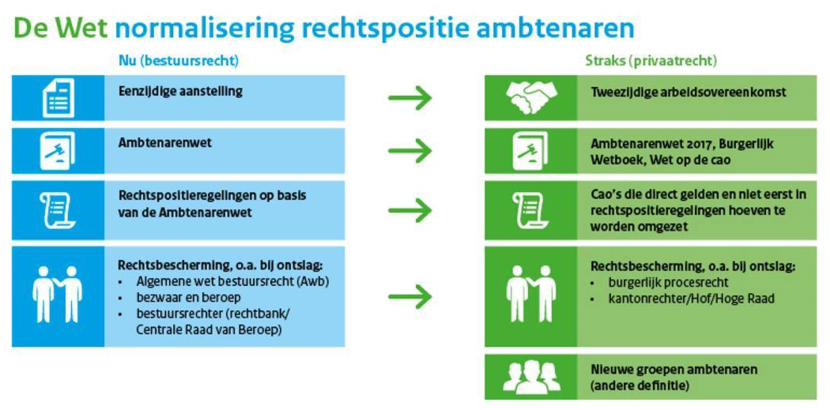 De Wet normalisering rechtspositie ambtenaren
Nu (bestuursrecht)
Straks (privaatrecht)
Eenzijdige aanstelling
Tweezijdige arbeidsovereenkomst
Ambtenarenwet
Ambtenarenwet 2017, Burgerlijk
Wetboek, Wet op de cao
Rechtspositieregelingen op basis
van de Ambtenarenwet
Cao's die direct gelden en niet eerst in
rechtspositieregelingen hoeven te
worden omgezet
Rechtsbescherming, o.a. bij ontslag:
• Algemene wet bestuursrecht (Awb)
• bezwaar en beroep
• bestuursrechter (rechtbank/
Centrale Raad van Beroep)
Rechtsbescherming, o.a. bij ontslag:
• burgerlijk procesrecht
• kantonrechter/Hof/Hoge Raad
Nieuwe groepen ambtenaren
(andere definitie)